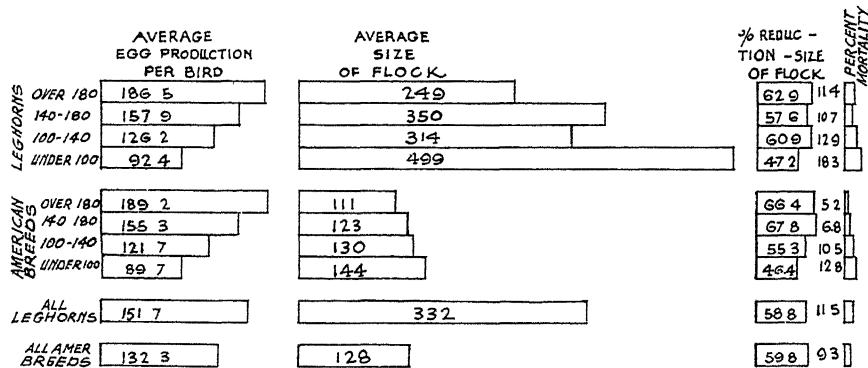 AVERAGE EGG PRODUCTION PER BIRD
AVERAGE SIZE OF FLOCK
% REDUC - TION - SIZE OF FLOCK
PERCENT MORTALITY
LEGHORNS
OVER 180 186 5 249 62 9 11 4
140-180 157 9 350 57 6 10 7
100-140 126 2 314 60 9 12 9
UNDER 100 92 4 499 47 2 18 3
AMERICAN BREEDS
OVER 180 189 2 111 66 4 5 2
140 180 155 3 123 67 8 6.8
100-140 121 7 130 55 3 10 5
UNDER 100 89 7 144 46.4 12 8
ALL LEGHORNS 151 7 332 58 8 11 5
ALL AMER BREEDS 132 3 128 59 8 9 3